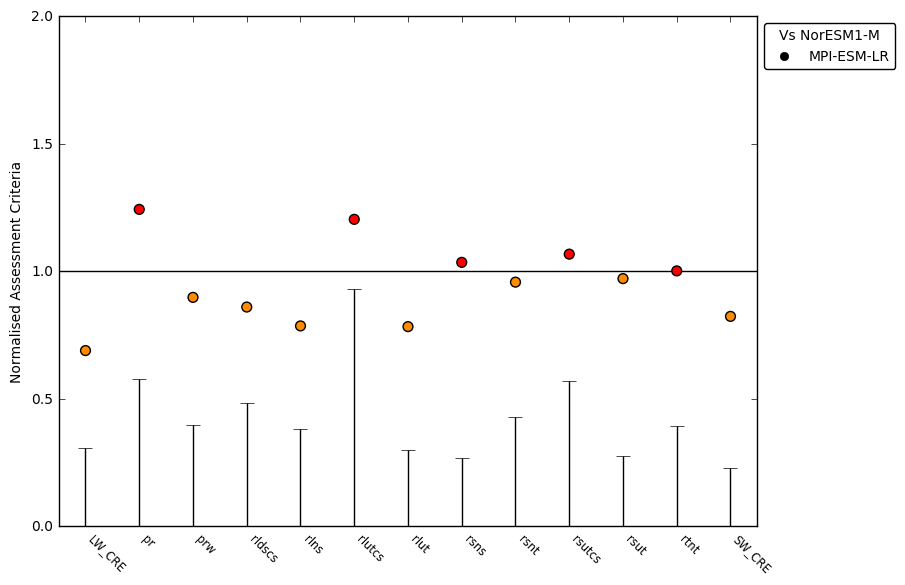 Vs NorESM1-M
MPI-ESM-LR
Normalised Assessment Criteria
2.0
1.5
1.0
0.5
0.0
LW_CRE
pr
prw
rldscs
rlns
rlutcs
rlut
rsns
rsnt
rsutcs
rsut
rtnt
SW_CRE